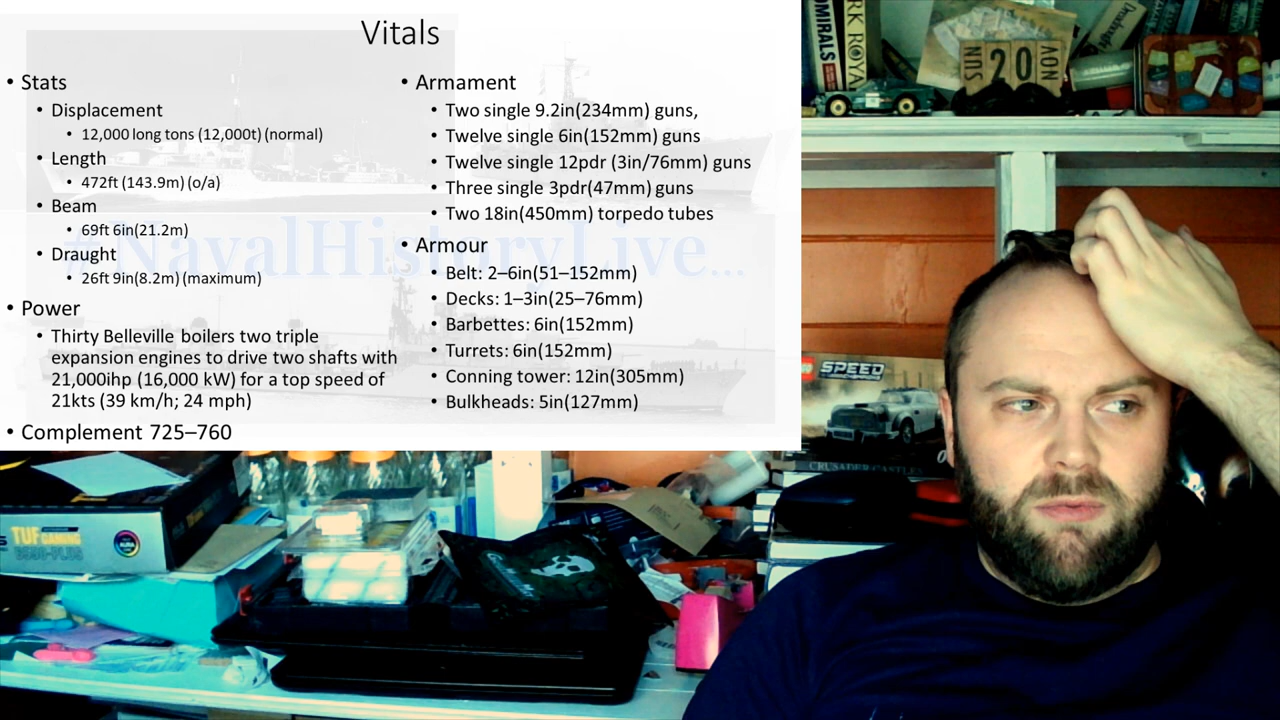 Vitals
• Stats
• Displacement
• 12,000 long tons (12,000t) (normal)
• Length
• 472ft (143.9m) (o/a)
• Beam
• 69ft 6in(21.2m)
• Draught
• 26ft 9in(8.2m) (maximum)
• Power
• Thirty Belleville boilers two triple
expansion engines to drive two shafts with
21,000ihp (16,000 kW) for a top speed of
21kts (39 km/h; 24 mph)
• Complement 725–760
• Armament
• Two single 9.2in(234mm) guns,
• Twelve single 6in(152mm) guns
• Twelve single 12pdr (3in/76mm) guns
• Three single 3pdr(47mm) guns
• Two 18in(450mm) torpedo tubes
• Armour
• Belt: 2–6in(51–152mm)
• Decks: 1–3in(25–76mm)
• Barbettes: 6in(152mm)
• Turrets: 6in(152mm)
• Conning tower: 12in(305mm)
• Bulkheads: 5in(127mm)
#NavalHistoryLive...
ADMIRALS
ARK ROYAL
Dreadnought
SUN 20 NOV
LEGO SPEED
CRUSADER CASTLES
TUF GAMING